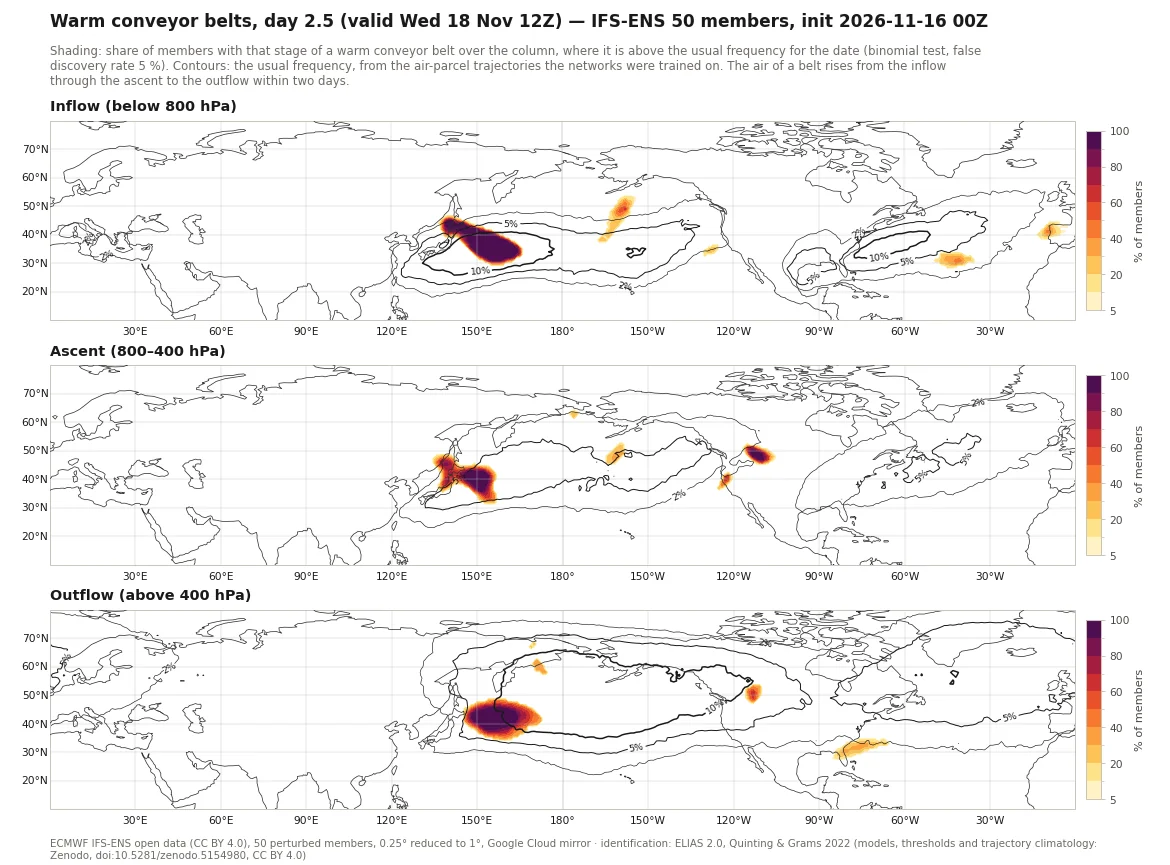 Warm conveyor belts, day 2.5 (valid Wed 18 Nov 12Z) — IFS-ENS 50 members, init 2026-11-16 00Z
Shading: share of members with that stage of a warm conveyor belt over the column, where it is above the usual frequency for the date (binomial test, false
discovery rate 5 %). Contours: the usual frequency, from the air-parcel trajectories the networks were trained on. The air of a belt rises from the inflow
through the ascent to the outflow within two days.
Inflow (below 800 hPa)
70°N
60°N
50°N
40°N
30°N
20°N
5%
10%
2%
5%
2%
10%
5%
2%
30°E
60°E
90°E
120°E
150°E
180°
150°W
120°W
90°W
60°W
30°W
100
80
60
40
20
5
% of members
Ascent (800–400 hPa)
70°N
60°N
50°N
40°N
30°N
20°N
2%
2%
5%
5%
30°E
60°E
90°E
120°E
150°E
180°
150°W
120°W
90°W
60°W
30°W
100
80
60
40
20
5
% of members
Outflow (above 400 hPa)
70°N
60°N
50°N
40°N
30°N
20°N
2%
2%
10%
5%
5%
30°E
60°E
90°E
120°E
150°E
180°
150°W
120°W
90°W
60°W
30°W
100
80
60
40
20
5
% of members
ECMWF IFS-ENS open data (CC BY 4.0), 50 perturbed members, 0.25° reduced to 1°, Google Cloud mirror · identification: ELIAS 2.0, Quinting & Grams 2022 (models, thresholds and trajectory climatology:
Zenodo, doi:10.5281/zenodo.5154980, CC BY 4.0)